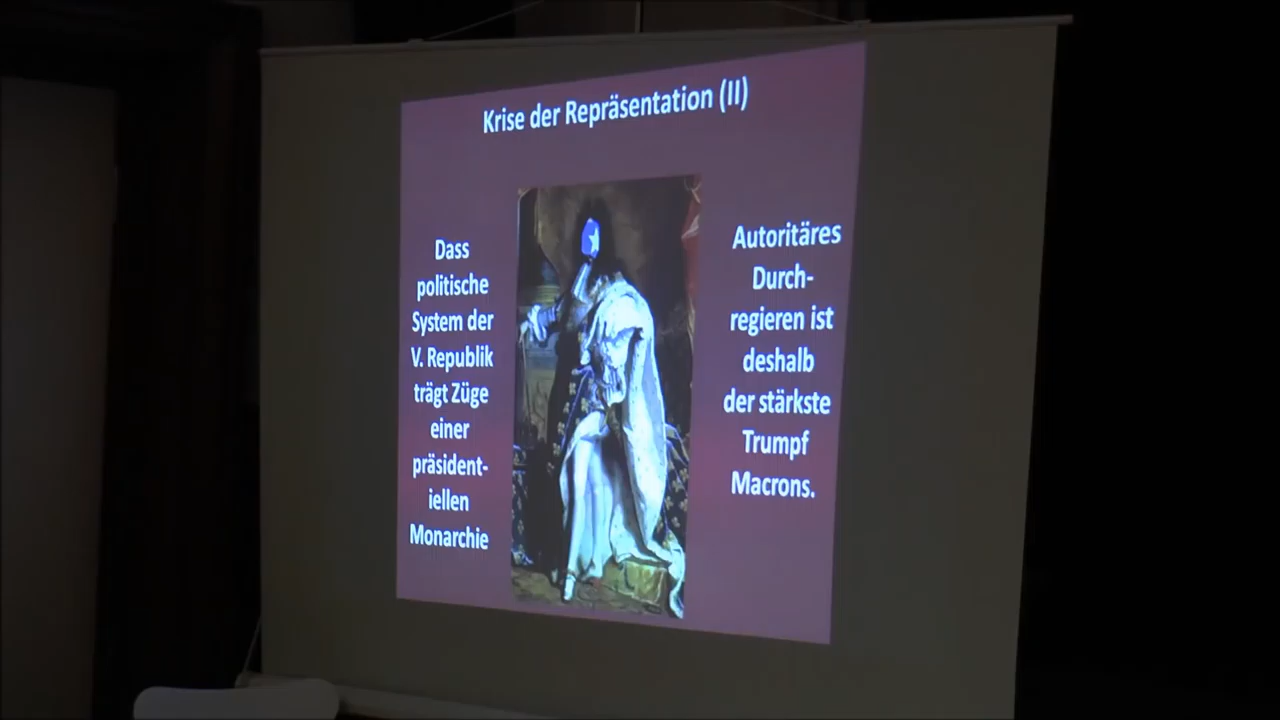 Krise der Repräsentation (II)
Dass
politische
System der
V. Republik
trägt Züge
einer
präsident-
iellen
Monarchie
Autoritäres
Durch-
regieren ist
deshalb
der stärkste
Trumpf
Macrons.